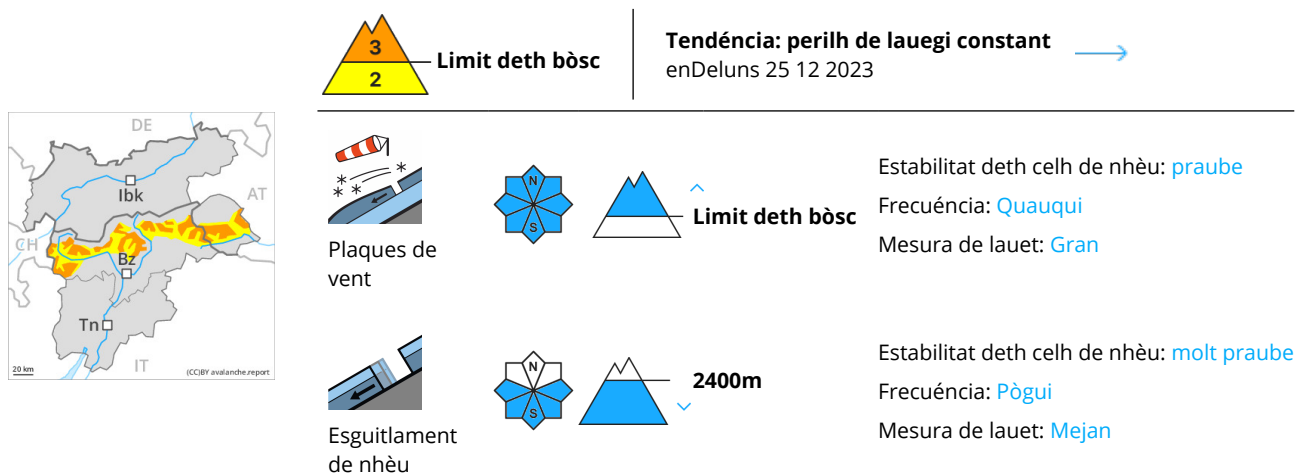 3
2
Limit deth bòsc
Tendéncia: perilh de lauegi constant
enDeluns 25 12 2023
DE
Ibk
AT
CH
Bz
Tn
IT
20 km
(CC)BY avalanche.report
N
S
Limit deth bòsc
Plaques de
vent
Estabilitat deth celh de nhèu: praube
Frecuéncia: Quauqui
Mesura de lauet: Gran
N
S
2400m
Esguitlament
de nhèu
Estabilitat deth celh de nhèu: molt praube
Frecuéncia: Pògui
Mesura de lauet: Mejan